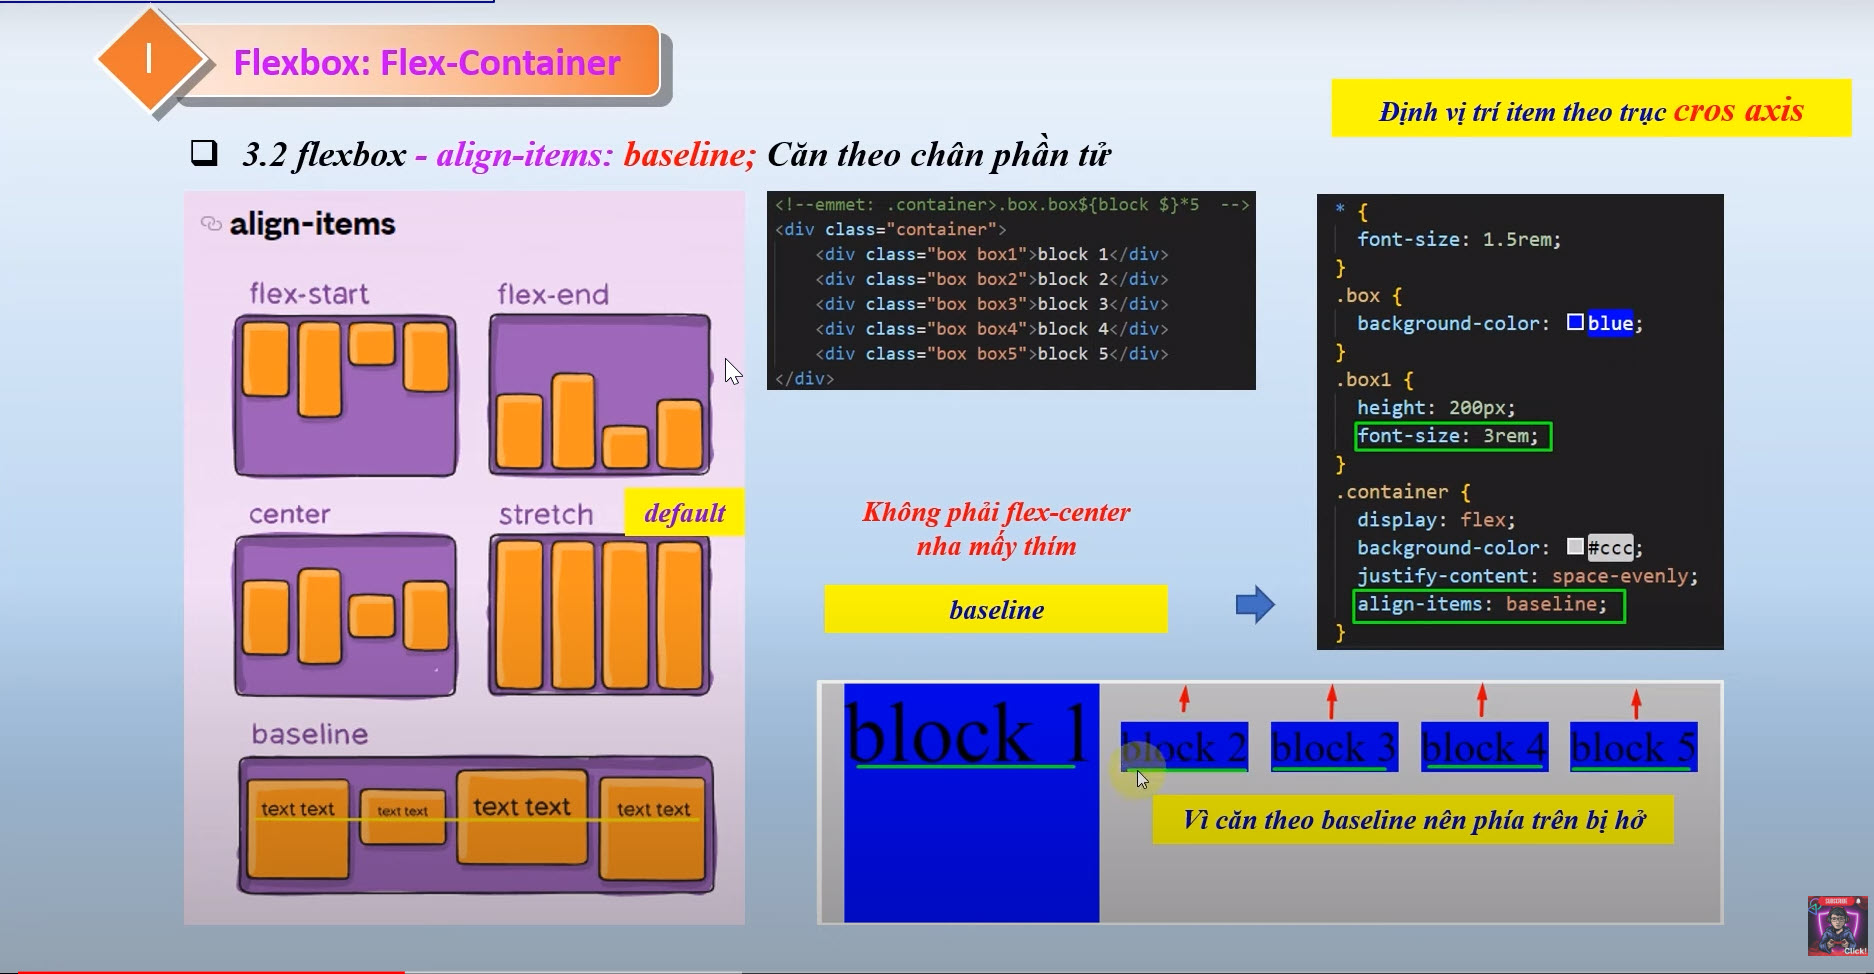 I
Flexbox: Flex-Container
Định vị trí item theo trục cros axis
3.2 flexbox - align-items: baseline; Căn theo chân phần tử
align-items
flex-start
flex-end
center
stretch
default
baseline
text text
text text
text text
text text
<!--emmet: .container>.box.box${block $}*5  -->
<div class="container">
    <div class="box box1">block 1</div>
    <div class="box box2">block 2</div>
    <div class="box box3">block 3</div>
    <div class="box box4">block 4</div>
    <div class="box box5">block 5</div>
</div>
Không phải flex-center
nha mấy thím
baseline
* {
  font-size: 1.5rem;
}
.box {
  background-color: blue;
}
.box1 {
  height: 200px;
  font-size: 3rem;
}
.container {
  display: flex;
  background-color: #ccc;
  justify-content: space-evenly;
  align-items: baseline;
}
block 1
block 2
block 3
block 4
block 5
Vì căn theo baseline nên phía trên bị hở
SUBSCRIBE
Click!